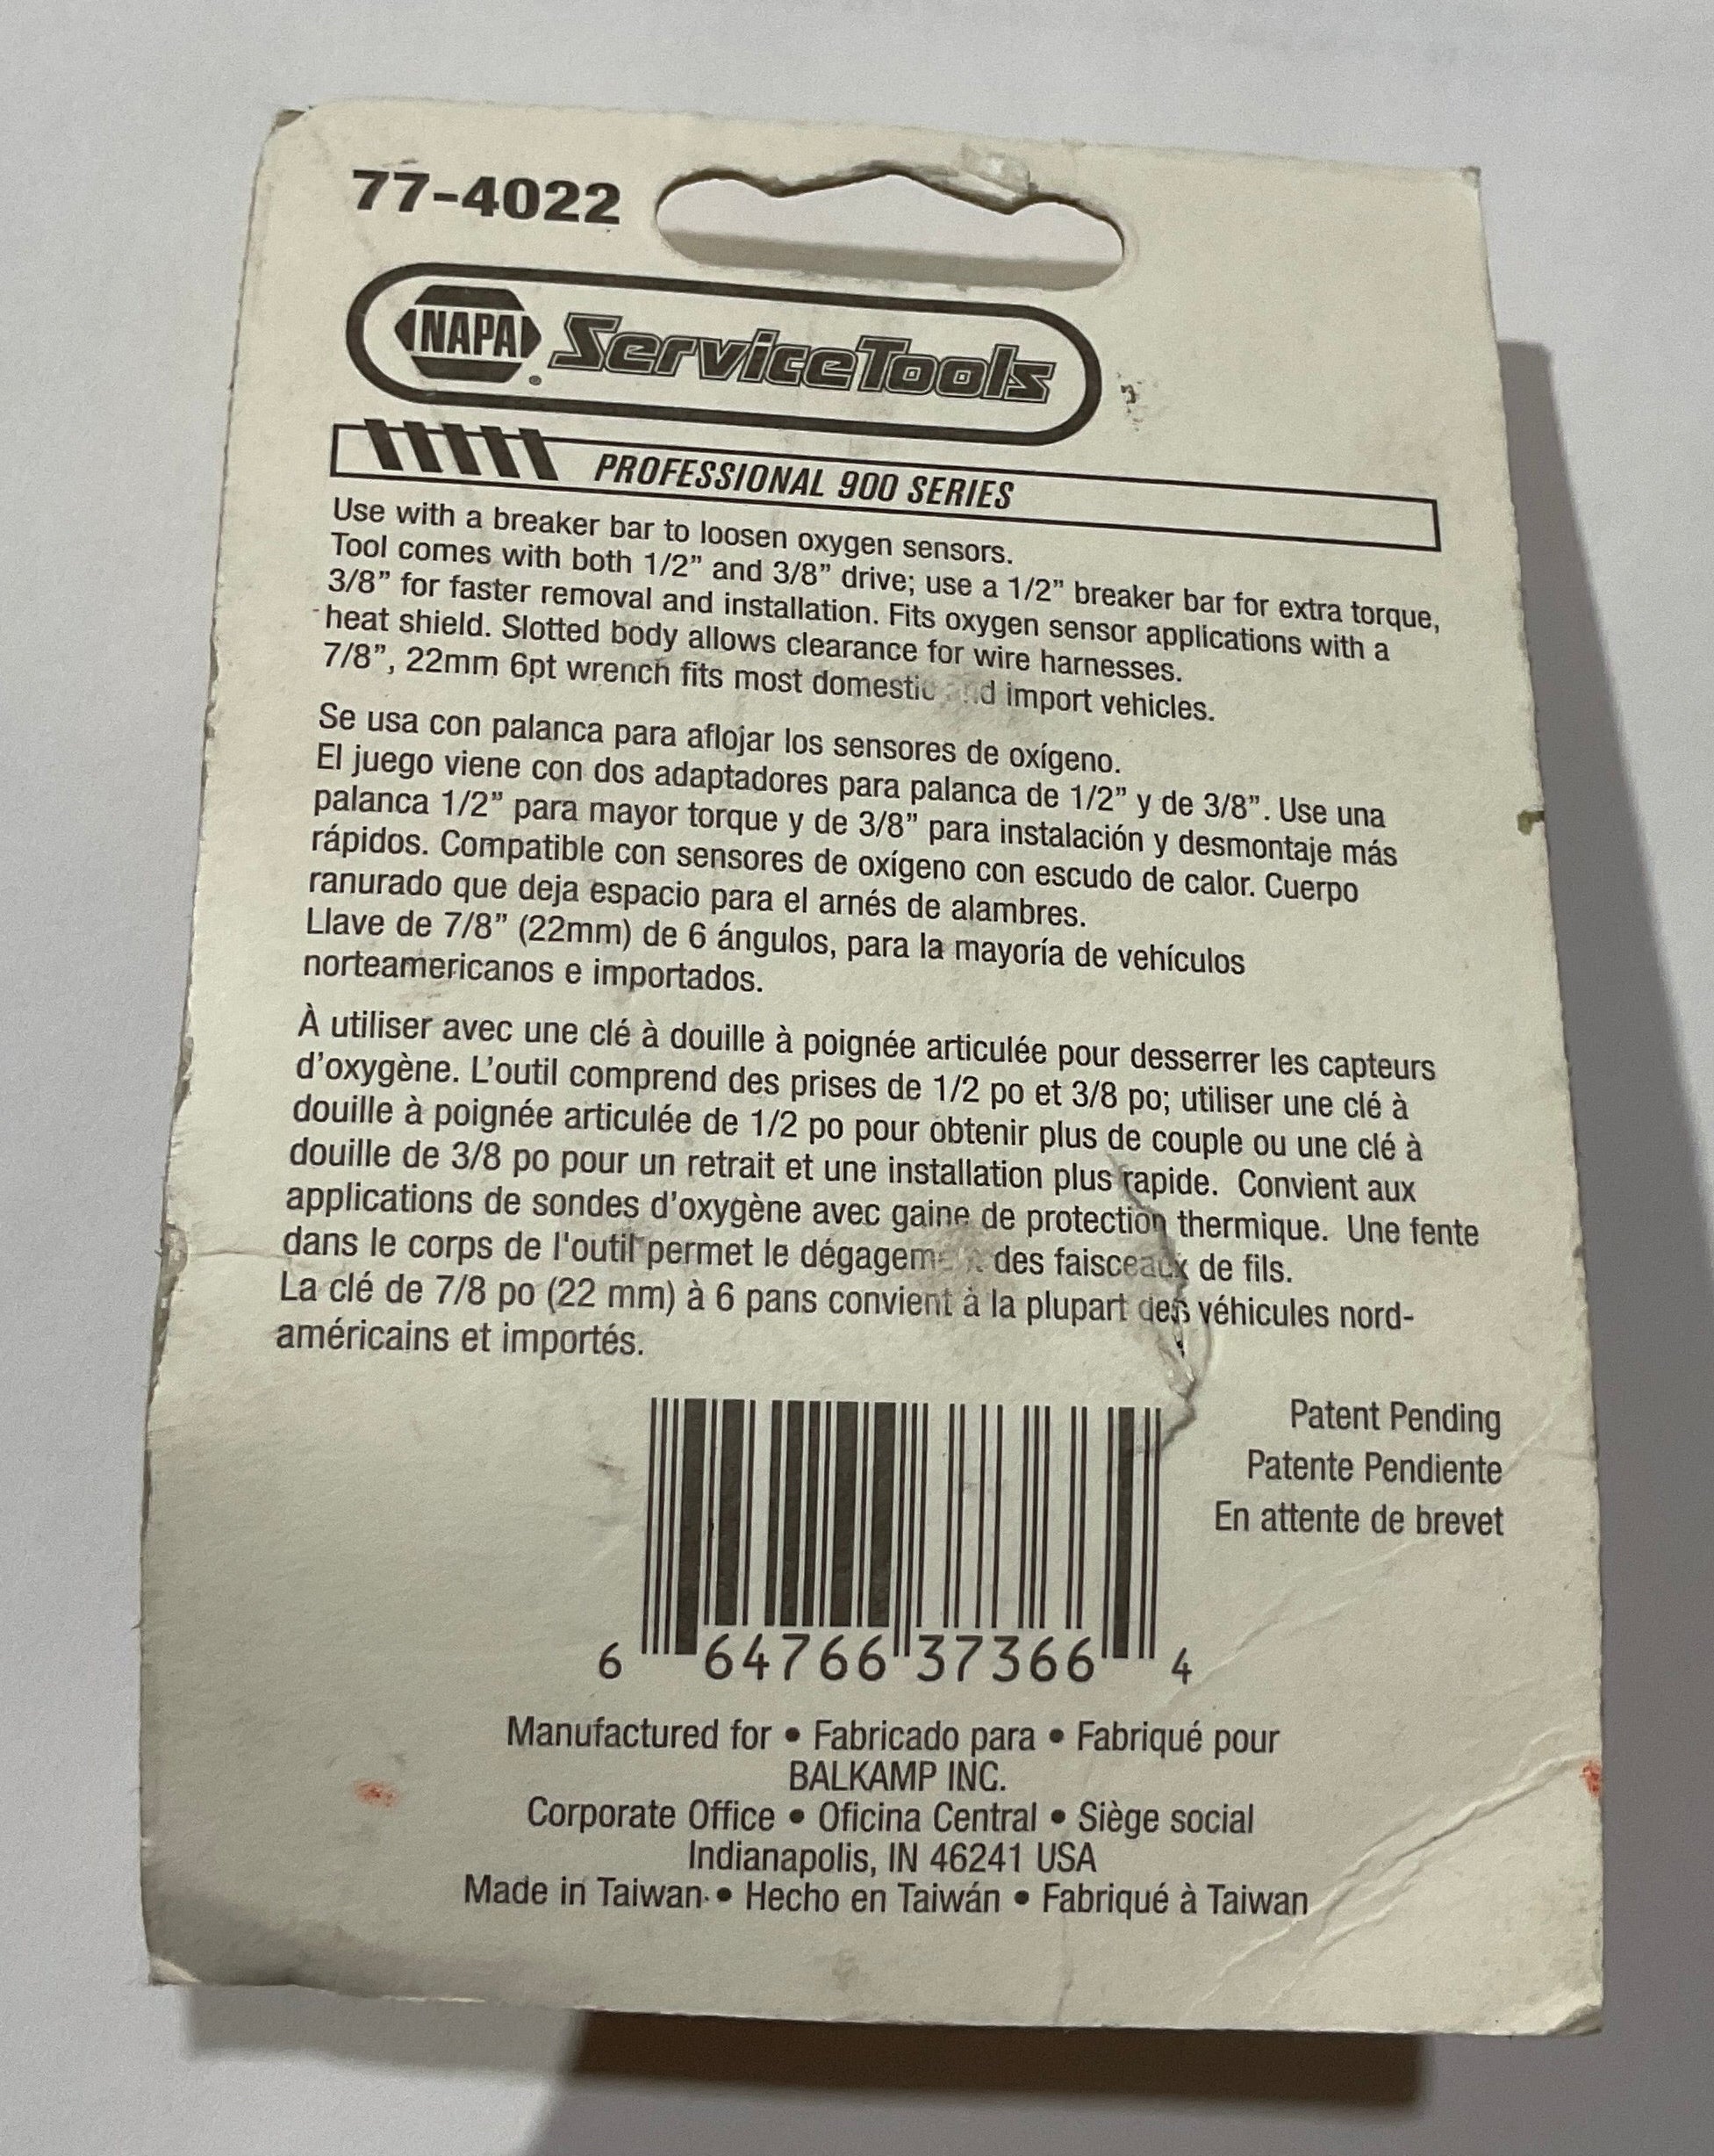 77-4022
NAPA ® ServiceTools
PROFESSIONAL 900 SERIES
Use with a breaker bar to loosen oxygen sensors.
Tool comes with both 1/2” and 3/8” drive; use a 1/2” breaker bar for extra torque,
3/8” for faster removal and installation. Fits oxygen sensor applications with a
heat shield. Slotted body allows clearance for wire harnesses.
7/8”, 22mm 6pt wrench fits most domestic and import vehicles.
Se usa con palanca para aflojar los sensores de oxígeno.
El juego viene con dos adaptadores para palanca de 1/2” y de 3/8”. Use una
palanca 1/2” para mayor torque y de 3/8” para instalación y desmontaje más
rápidos. Compatible con sensores de oxígeno con escudo de calor. Cuerpo
ranurado que deja espacio para el arnés de alambres.
Llave de 7/8” (22mm) de 6 ángulos, para la mayoría de vehículos
norteamericanos e importados.
À utiliser avec une clé à douille à poignée articulée pour desserrer les capteurs
d’oxygène. L’outil comprend des prises de 1/2 po et 3/8 po; utiliser une clé à
douille à poignée articulée de 1/2 po pour obtenir plus de couple ou une clé à
douille de 3/8 po pour un retrait et une installation plus rapide. Convient aux
applications de sondes d’oxygène avec gaine de protection thermique. Une fente
dans le corps de l'outil permet le dégagement des faisceaux de fils.
La clé de 7/8 po (22 mm) à 6 pans convient à la plupart des véhicules nord-
américains et importés.
Patent Pending
Patente Pendiente
En attente de brevet
6 64766 37366 4
Manufactured for • Fabricado para • Fabriqué pour
BALKAMP INC.
Corporate Office • Oficina Central • Siège social
Indianapolis, IN 46241 USA
Made in Taiwan • Hecho en Taiwán • Fabriqué à Taiwan